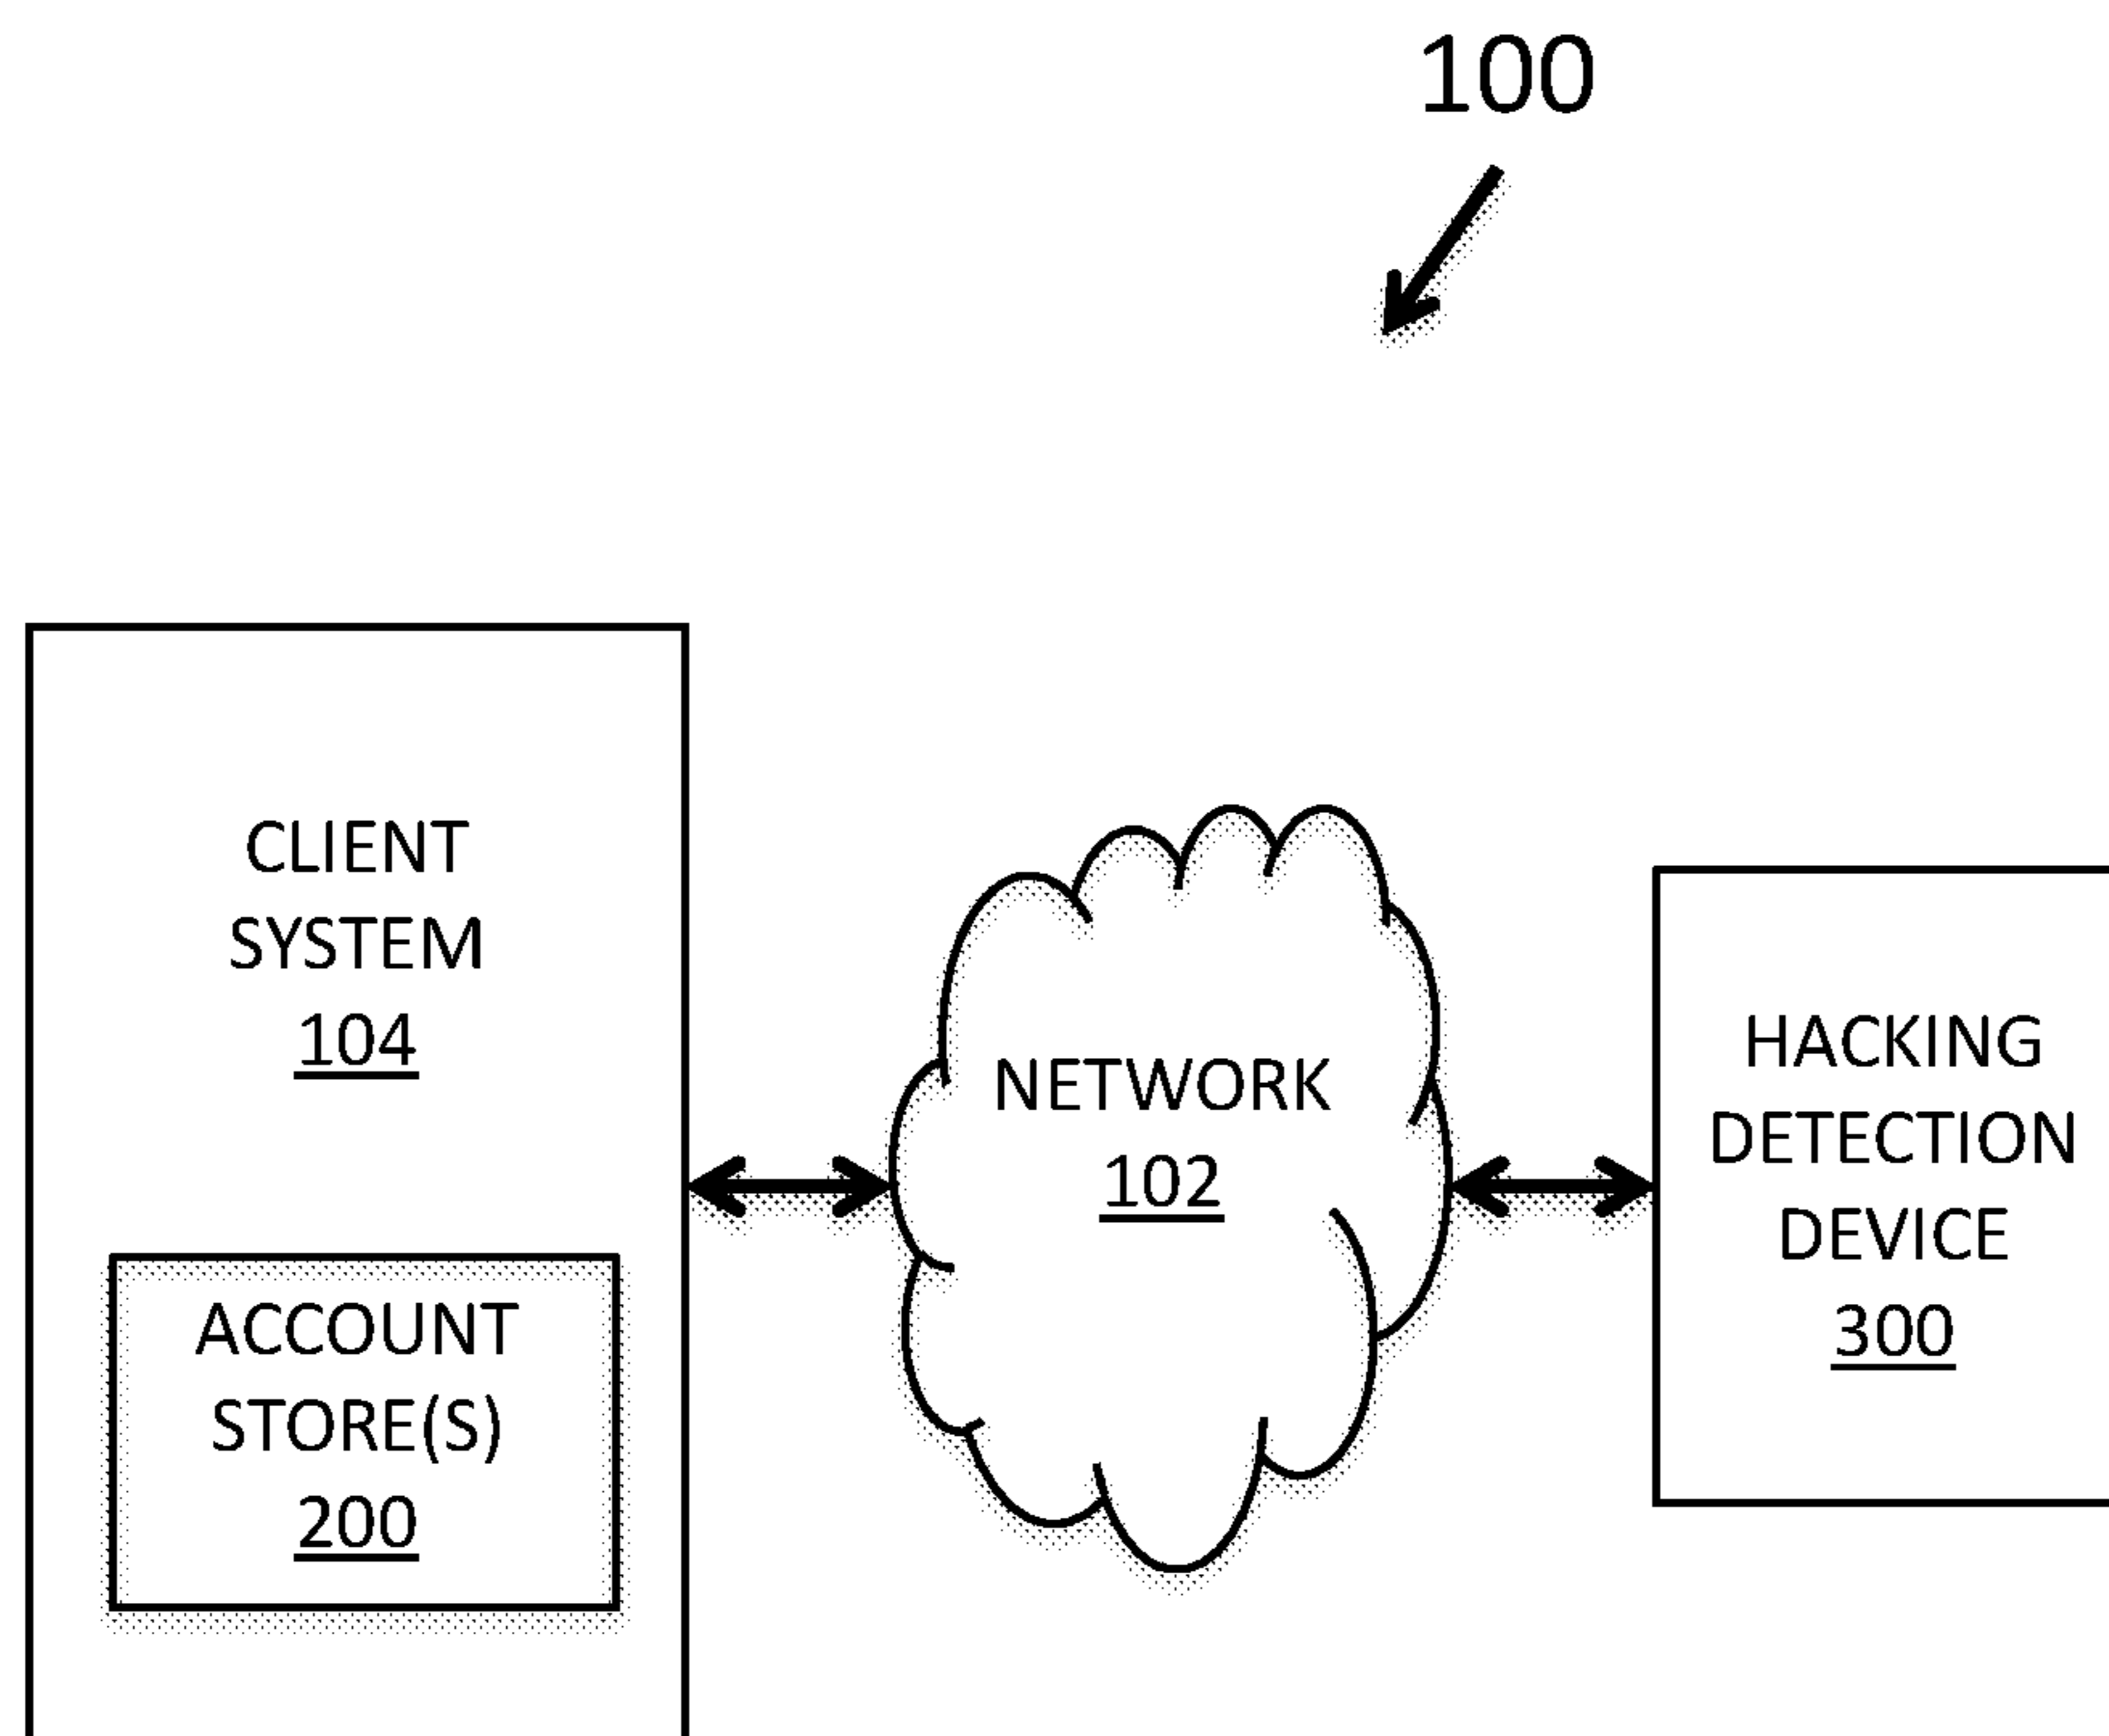 100
CLIENT
SYSTEM
104
ACCOUNT
STORE(S)
200
NETWORK
102
HACKING
DETECTION
DEVICE
300